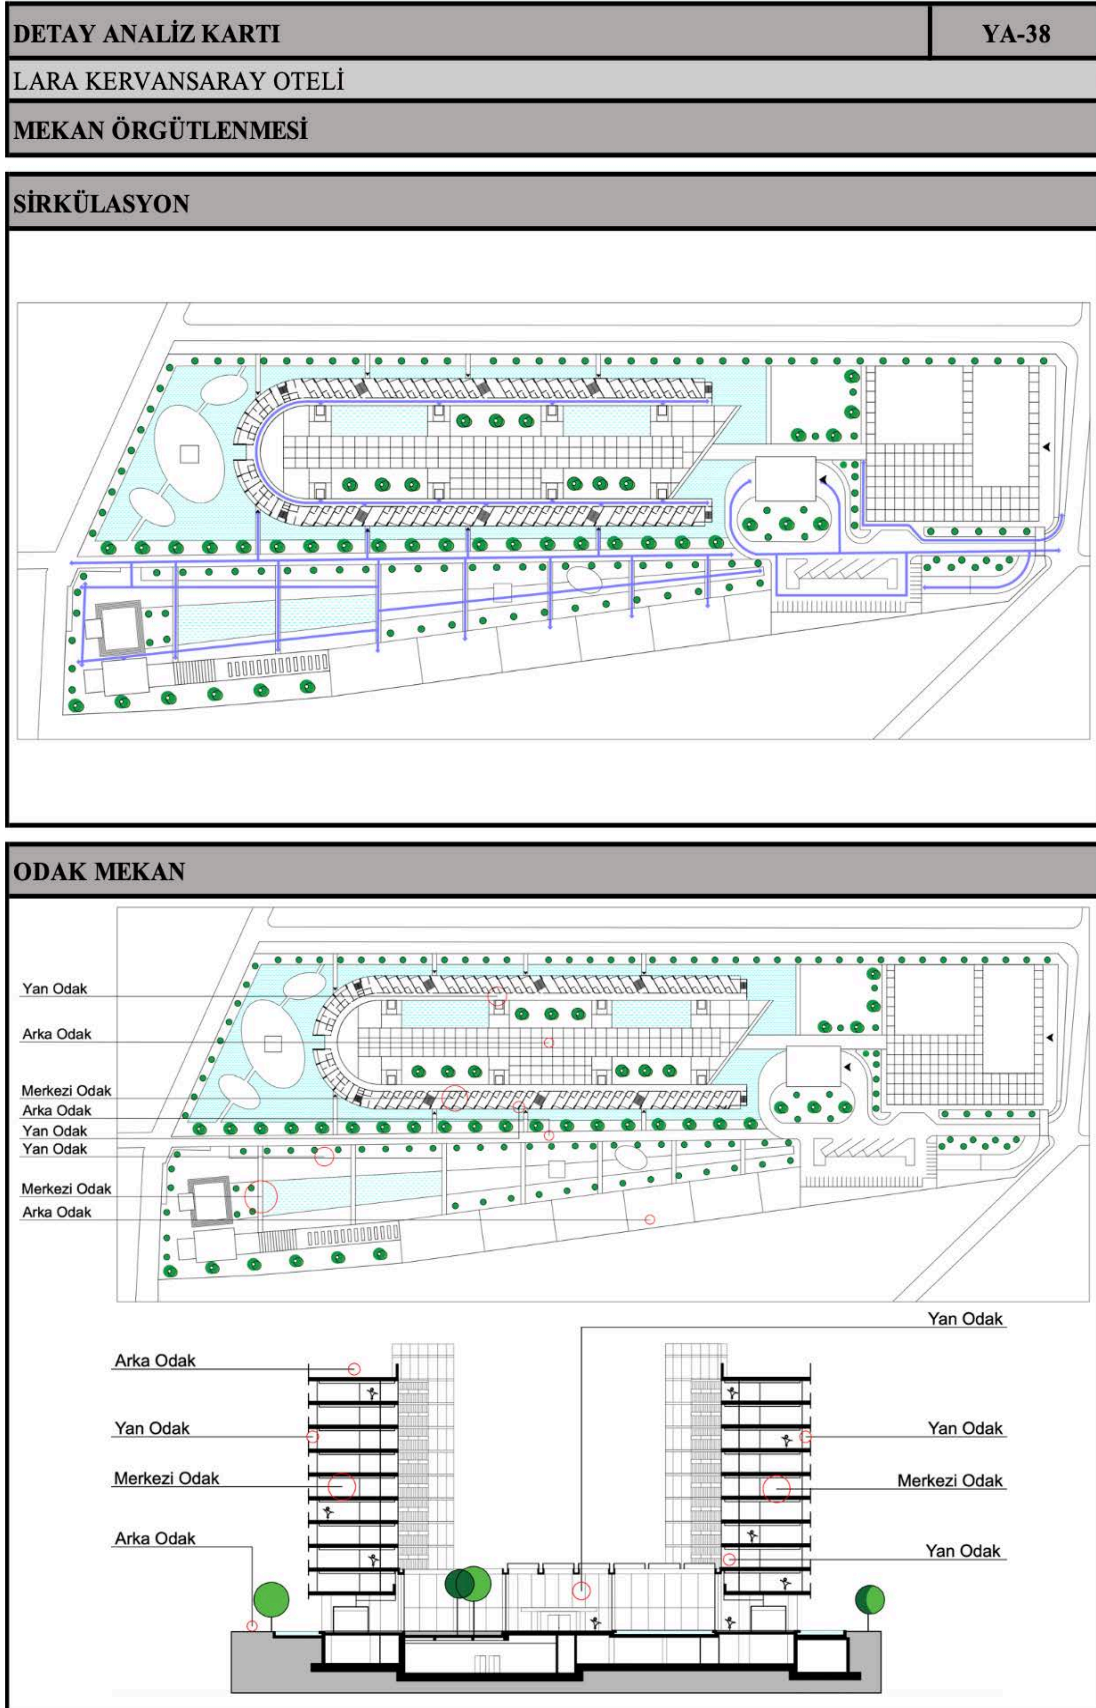 DETAY ANALİZ KARTI
YA-38
LARA KERVANSARAY OTELİ
MEKAN ÖRGÜTLENMESİ
SİRKÜLASYON
ODAK MEKAN
Yan Odak
Arka Odak
Merkezi Odak
Arka Odak
Yan Odak
Yan Odak
Merkezi Odak
Arka Odak
Yan Odak
Arka Odak
Yan Odak
Yan Odak
Merkezi Odak
Merkezi Odak
Arka Odak
Yan Odak